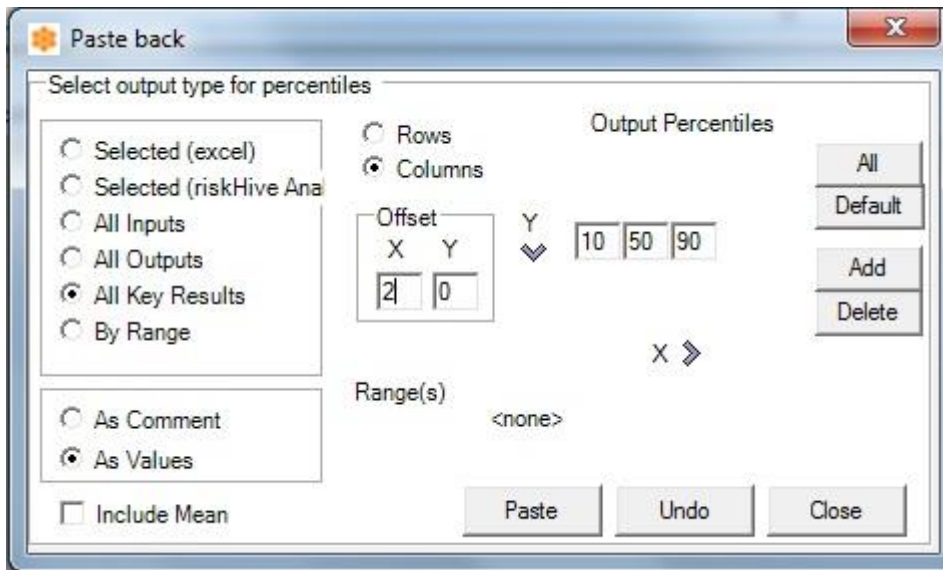 Paste back
Select output type for percentiles
Selected (excel)
Selected (riskHive Anal
All Inputs
All Outputs
All Key Results
By Range
As Comment
As Values
Include Mean
Rows
Columns
Offset
X Y
2 0
Output Percentiles
Y
10 50 90
X
Range(s)
<none>
All
Default
Add
Delete
Paste Undo Close